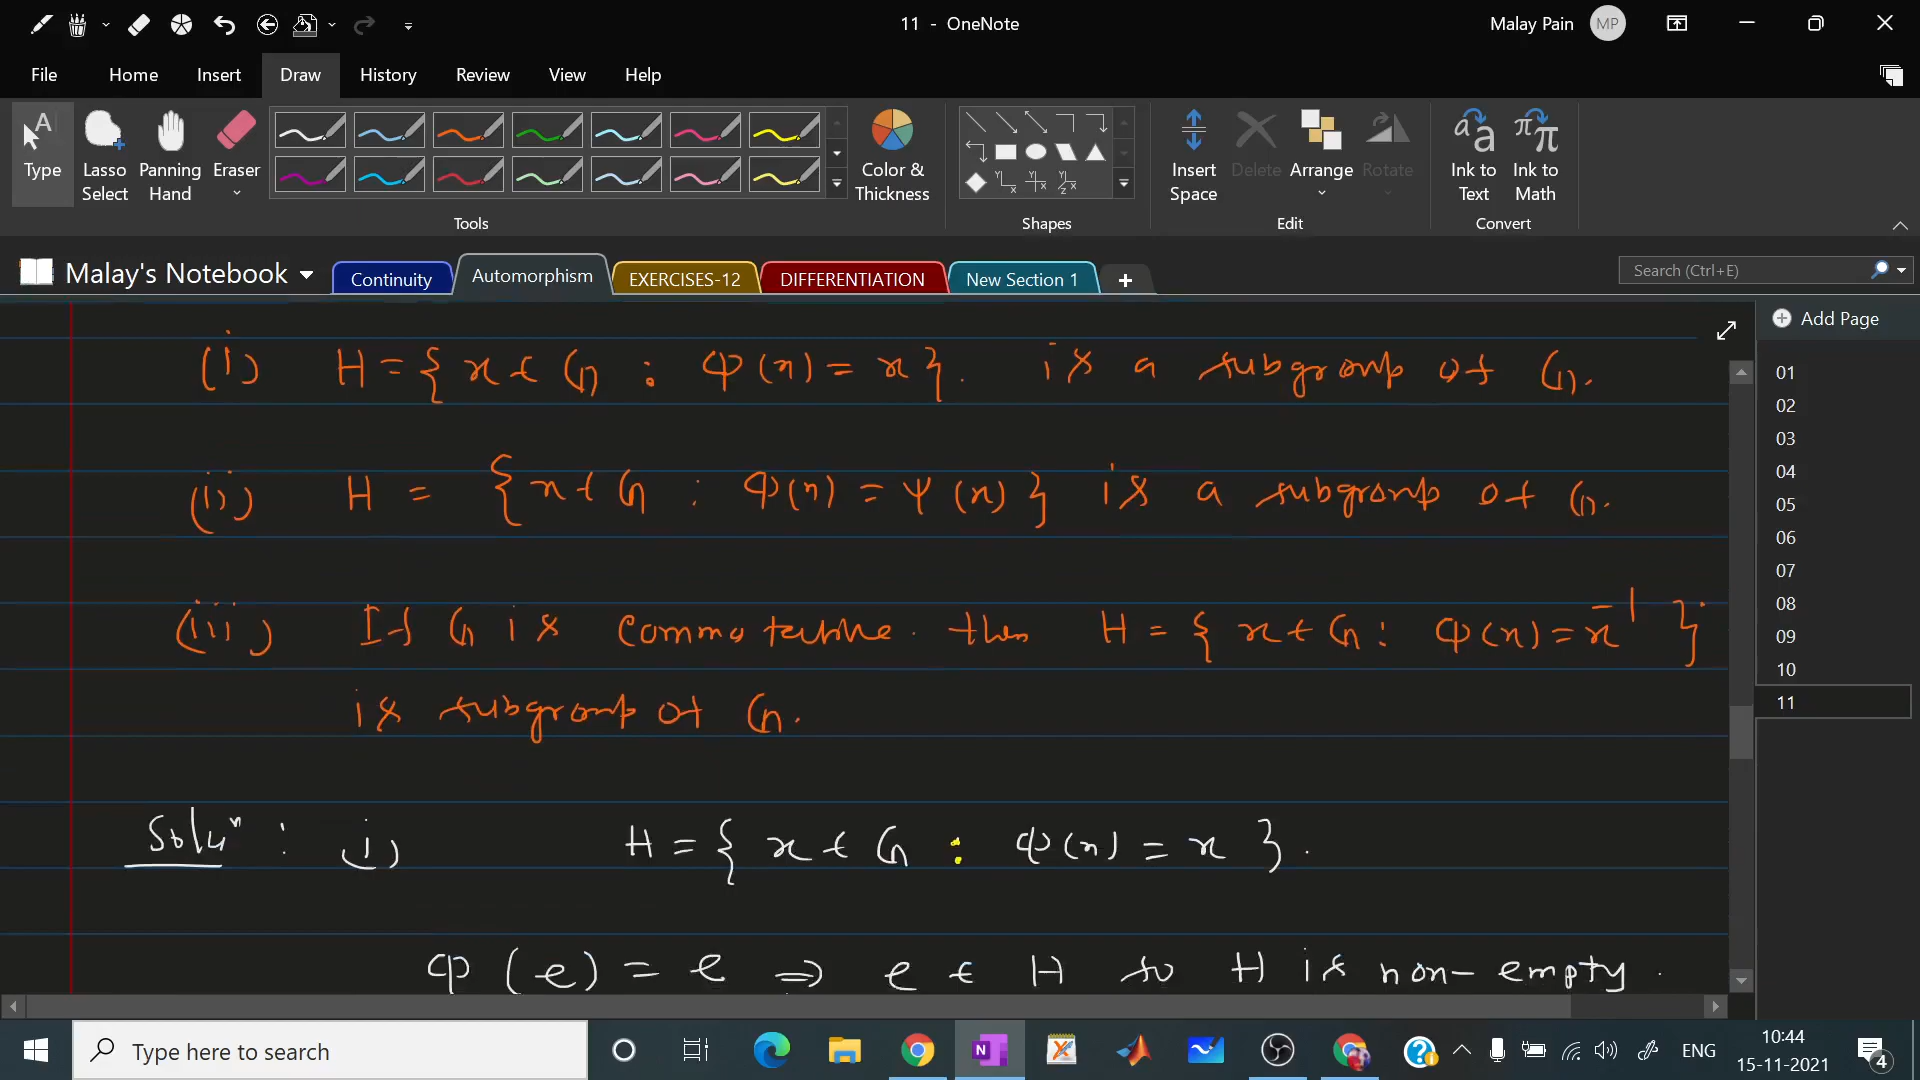 11 - OneNote
Malay Pain MP
File Home Insert Draw History Review View Help
Type Lasso Select Panning Hand Eraser
Color & Thickness
Insert Space Delete Arrange Rotate
Ink to Text Ink to Math
Tools Shapes Edit Convert
Malay's Notebook Continuity Automorphism EXERCISES-12 DIFFERENTIATION New Section 1 +
Search (Ctrl+E)
Add Page
01
02
03
04
05
06
07
08
09
10
11
(i) H = { x ∈ G : φ(x) = x }. is a subgroup of G.
(ii) H = { x ∈ G : φ(x) = ψ(x) } is a subgroup of G.
(iii) If G is commutative. then H = { x ∈ G : φ(x) = x⁻¹ }
is subgroup of G.
Soluⁿ : i) H = { x ∈ G : φ(x) = x }.
φ(e) = e ⇒ e ∈ H so H is non-empty.
Type here to search
ENG
10:44
15-11-2021
4